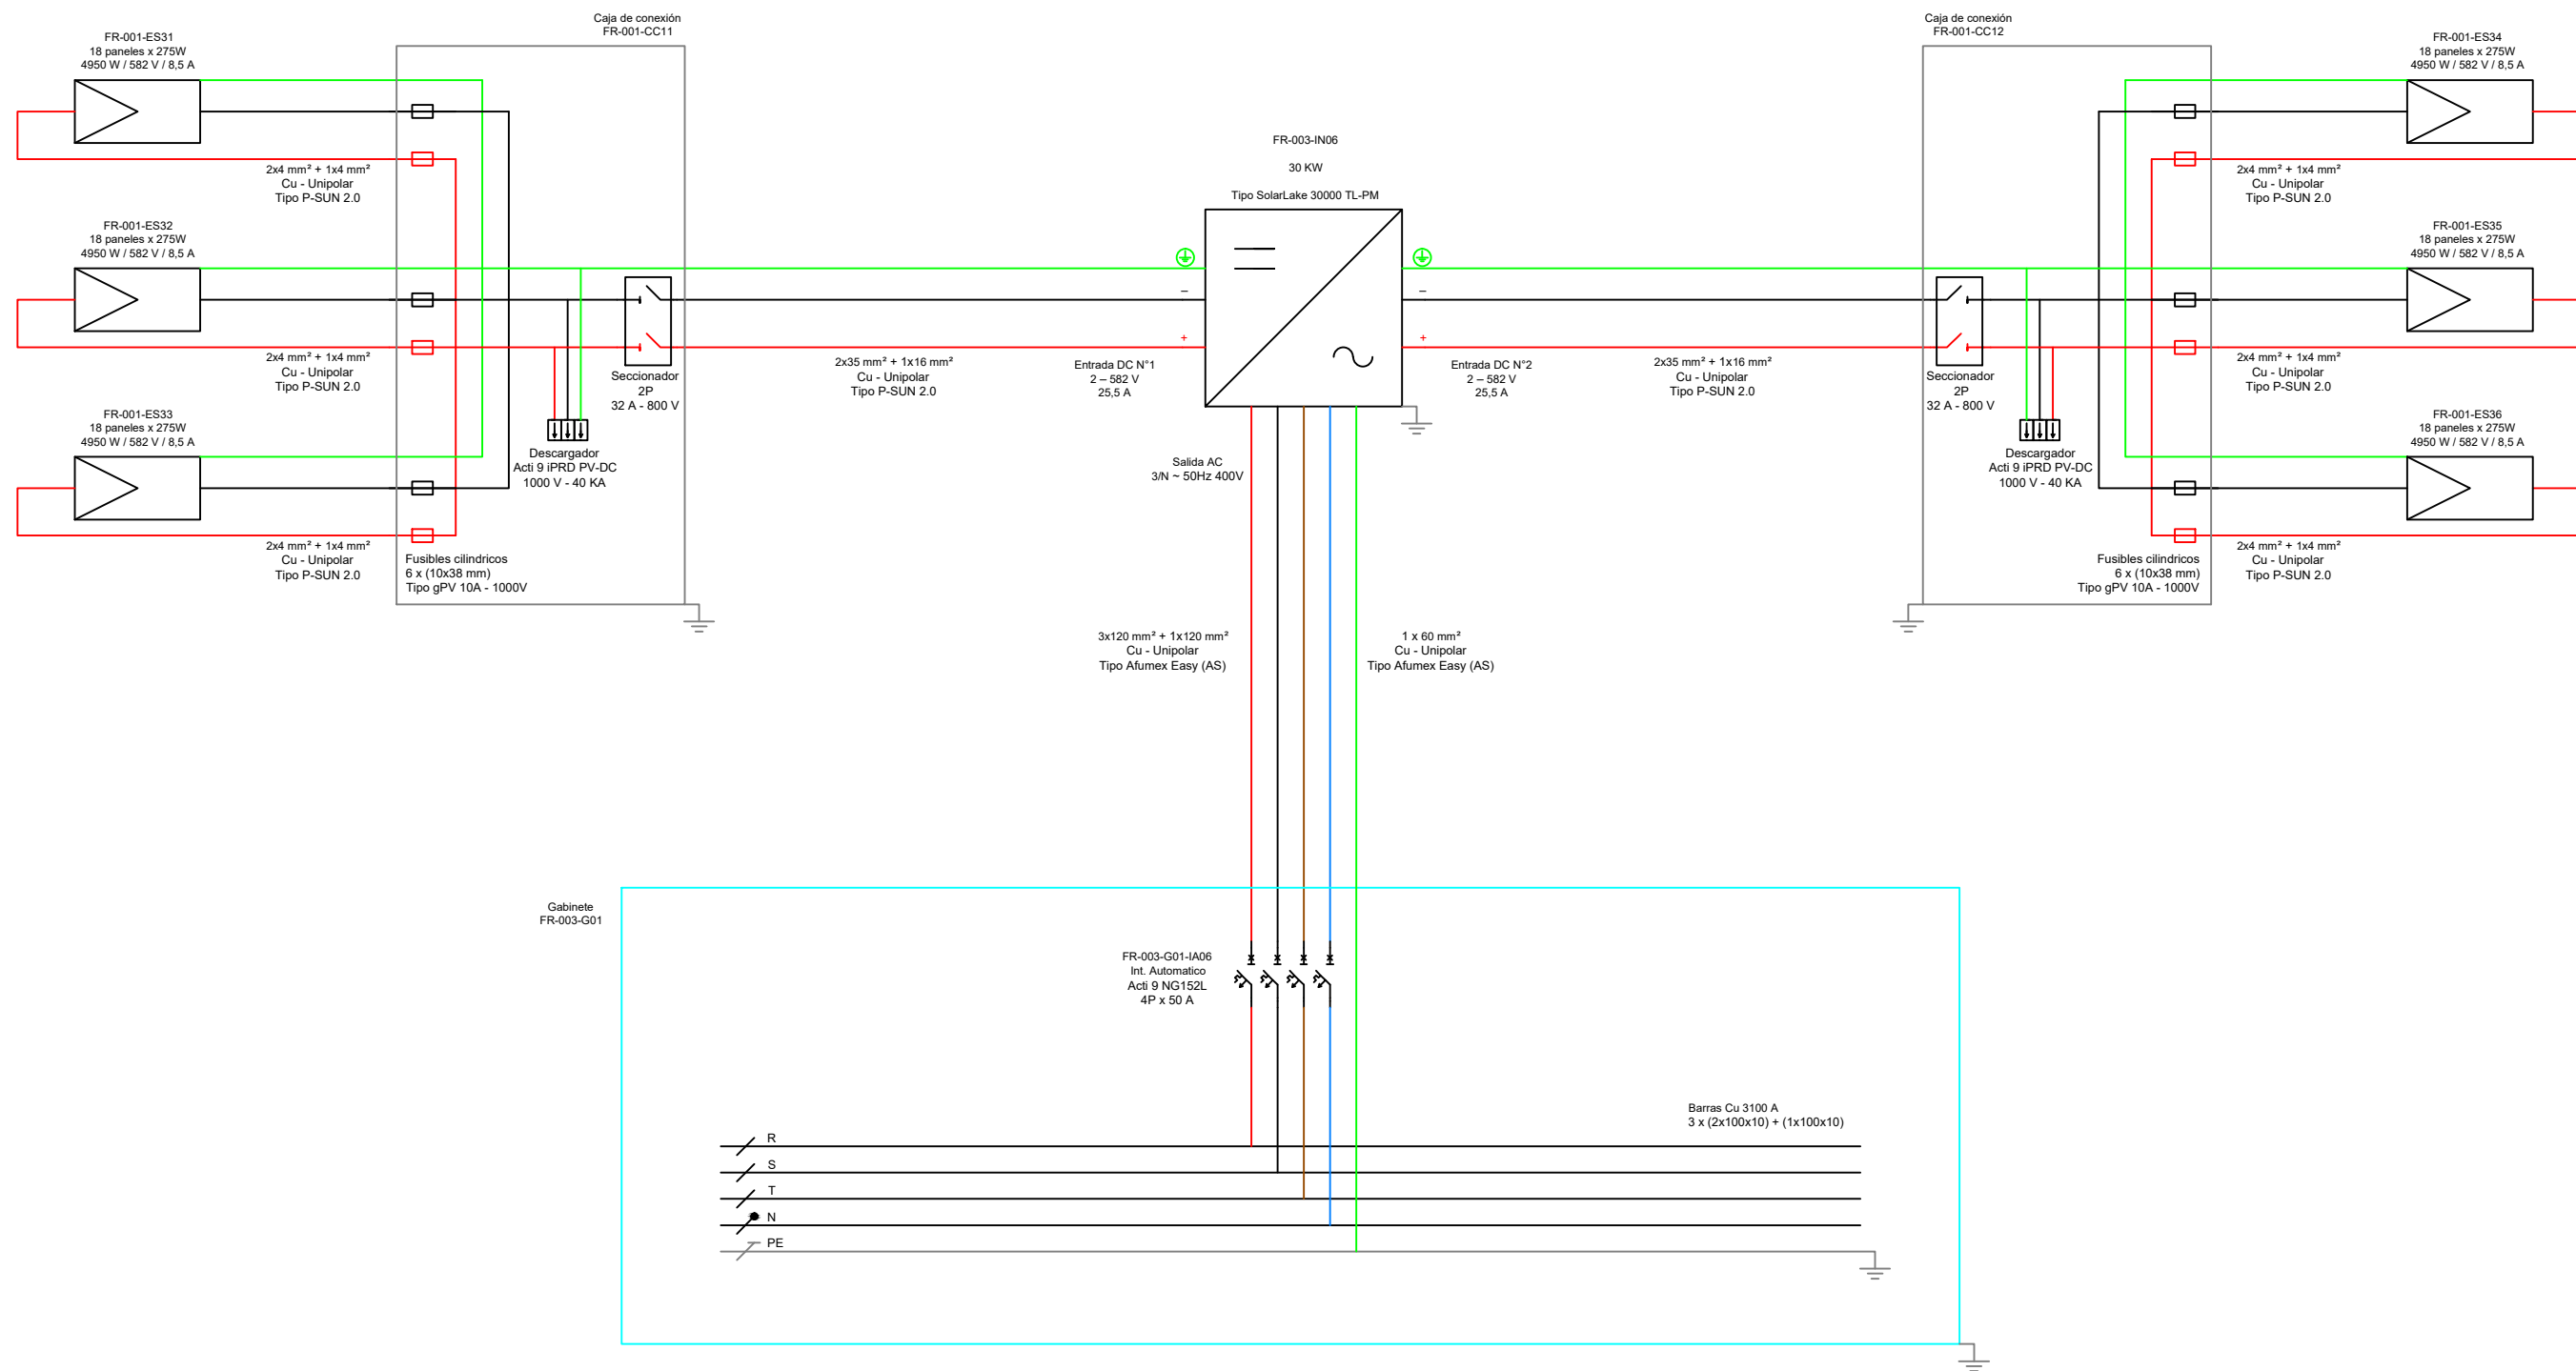 Caja de conexión
FR-001-CC11
Caja de conexión
FR-001-CC12
FR-001-ES31
18 paneles x 275W
4950 W / 582 V / 8,5 A
FR-001-ES34
18 paneles x 275W
4950 W / 582 V / 8,5 A
2x4 mm² + 1x4 mm²
Cu - Unipolar
Tipo P-SUN 2.0
FR-003-IN06
30 KW
Tipo SolarLake 30000 TL-PM
2x4 mm² + 1x4 mm²
Cu - Unipolar
Tipo P-SUN 2.0
FR-001-ES32
18 paneles x 275W
4950 W / 582 V / 8,5 A
FR-001-ES35
18 paneles x 275W
4950 W / 582 V / 8,5 A
–
+
–
+
2x4 mm² + 1x4 mm²
Cu - Unipolar
Tipo P-SUN 2.0
Seccionador
2P
32 A - 800 V
2x35 mm² + 1x16 mm²
Cu - Unipolar
Tipo P-SUN 2.0
Entrada DC N°1
2 – 582 V
25,5 A
Entrada DC N°2
2 – 582 V
25,5 A
2x35 mm² + 1x16 mm²
Cu - Unipolar
Tipo P-SUN 2.0
Seccionador
2P
32 A - 800 V
2x4 mm² + 1x4 mm²
Cu - Unipolar
Tipo P-SUN 2.0
FR-001-ES33
18 paneles x 275W
4950 W / 582 V / 8,5 A
FR-001-ES36
18 paneles x 275W
4950 W / 582 V / 8,5 A
Descargador
Acti 9 iPRD PV-DC
1000 V - 40 KA
Salida AC
3/N ~ 50Hz 400V
Descargador
Acti 9 iPRD PV-DC
1000 V - 40 KA
2x4 mm² + 1x4 mm²
Cu - Unipolar
Tipo P-SUN 2.0
Fusibles cilindricos
6 x (10x38 mm)
Tipo gPV 10A - 1000V
Fusibles cilindricos
6 x (10x38 mm)
Tipo gPV 10A - 1000V
2x4 mm² + 1x4 mm²
Cu - Unipolar
Tipo P-SUN 2.0
3x120 mm² + 1x120 mm²
Cu - Unipolar
Tipo Afumex Easy (AS)
1 x 60 mm²
Cu - Unipolar
Tipo Afumex Easy (AS)
Gabinete
FR-003-G01
FR-003-G01-IA06
Int. Automatico
Acti 9 NG152L
4P x 50 A
Barras Cu 3100 A
3 x (2x100x10) + (1x100x10)
R
S
T
N
PE